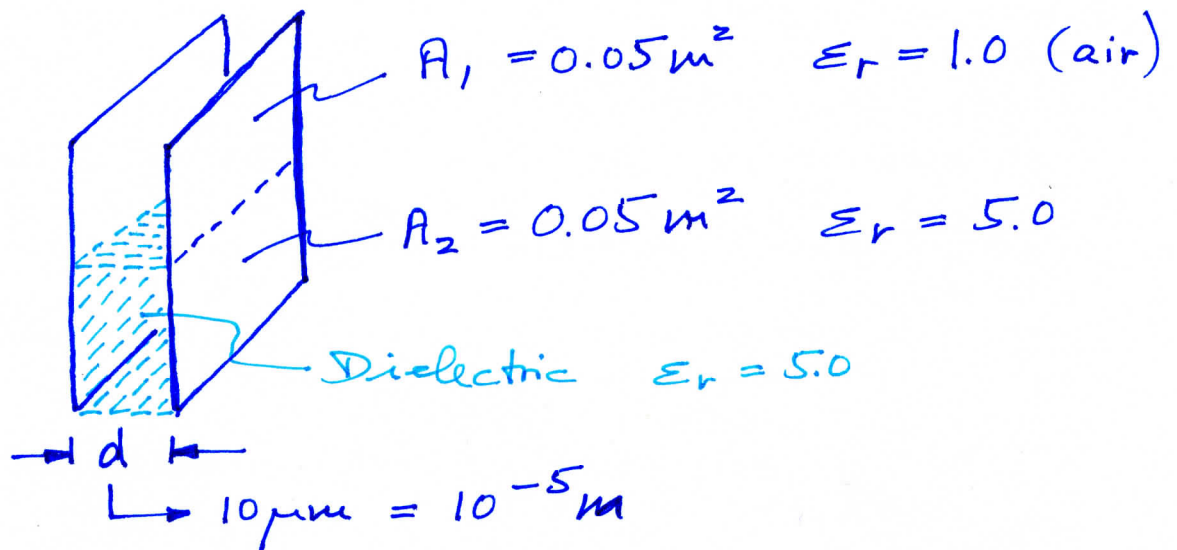 A₁ = 0.05 m² εᵣ = 1.0 (air)
A₂ = 0.05 m² εᵣ = 5.0
Dielectric εᵣ = 5.0
d
10 μm = 10⁻⁵ m